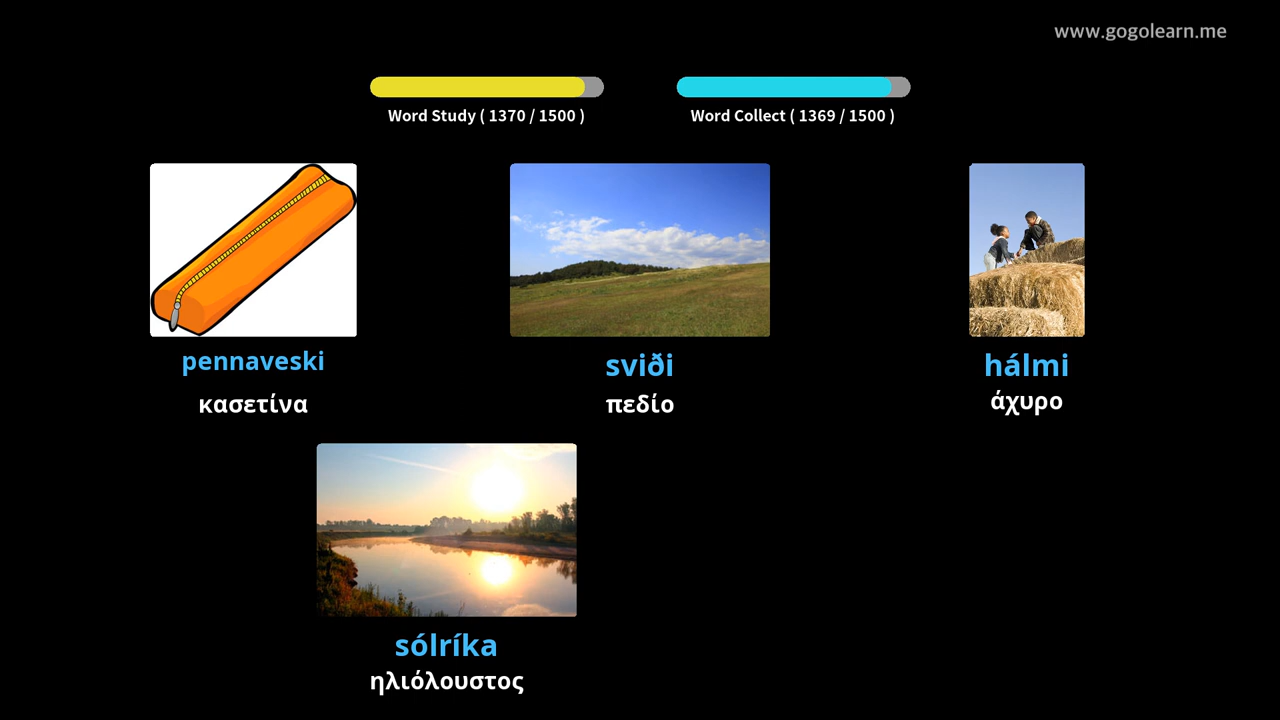 www.gogolearn.me
Word Study ( 1370 / 1500 )
Word Collect ( 1369 / 1500 )
pennaveski
sviði
hálmi
κασετίνα
πεδίο
άχυρο
sólríka
ηλιόλουστος